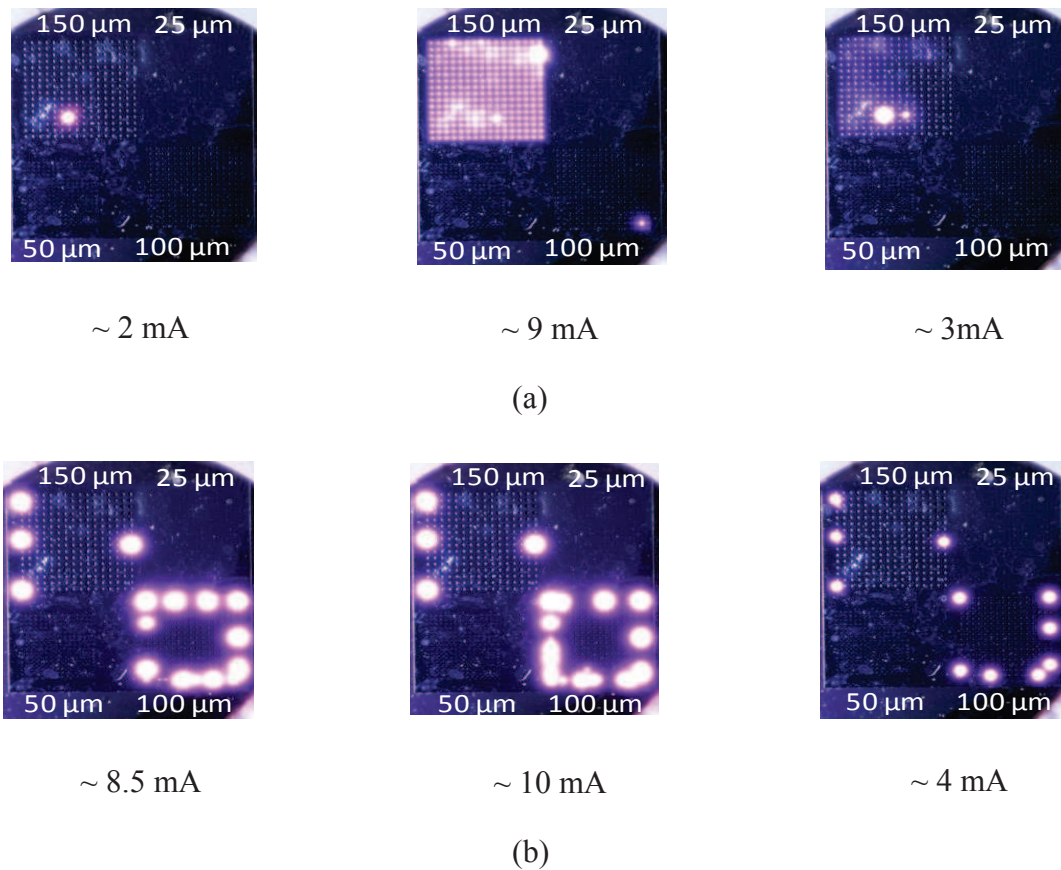 150 µm 25 µm 150 µm 25 µm 150 µm 25 µm
50 µm 100 µm 50 µm 100 µm 50 µm 100 µm
~ 2 mA ~ 9 mA ~ 3mA
(a)
150 µm 25 µm 150 µm 25 µm 150 µm 25 µm
50 µm 100 µm 50 µm 100 µm 50 µm 100 µm
~ 8.5 mA ~ 10 mA ~ 4 mA
(b)